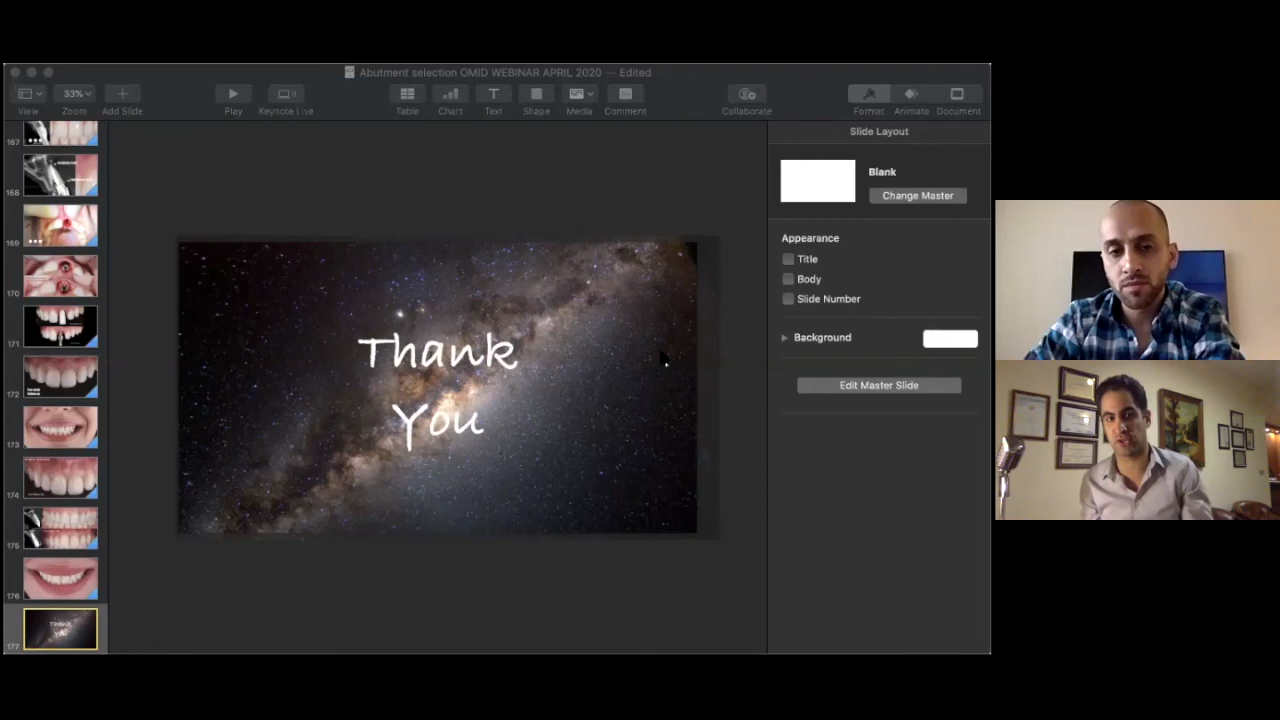 Abutment selection OMID WEBINAR APRIL 2020 — Edited
33%
View
Zoom
Add Slide
Play
Keynote Live
Table
Chart
Text
Shape
Media
Comment
Collaborate
Format
Animate
Document
167
168
169
170
171
172
173
174
175
176
177
Thank
You
Slide Layout
Blank
Change Master
Appearance
Title
Body
Slide Number
Background
Edit Master Slide